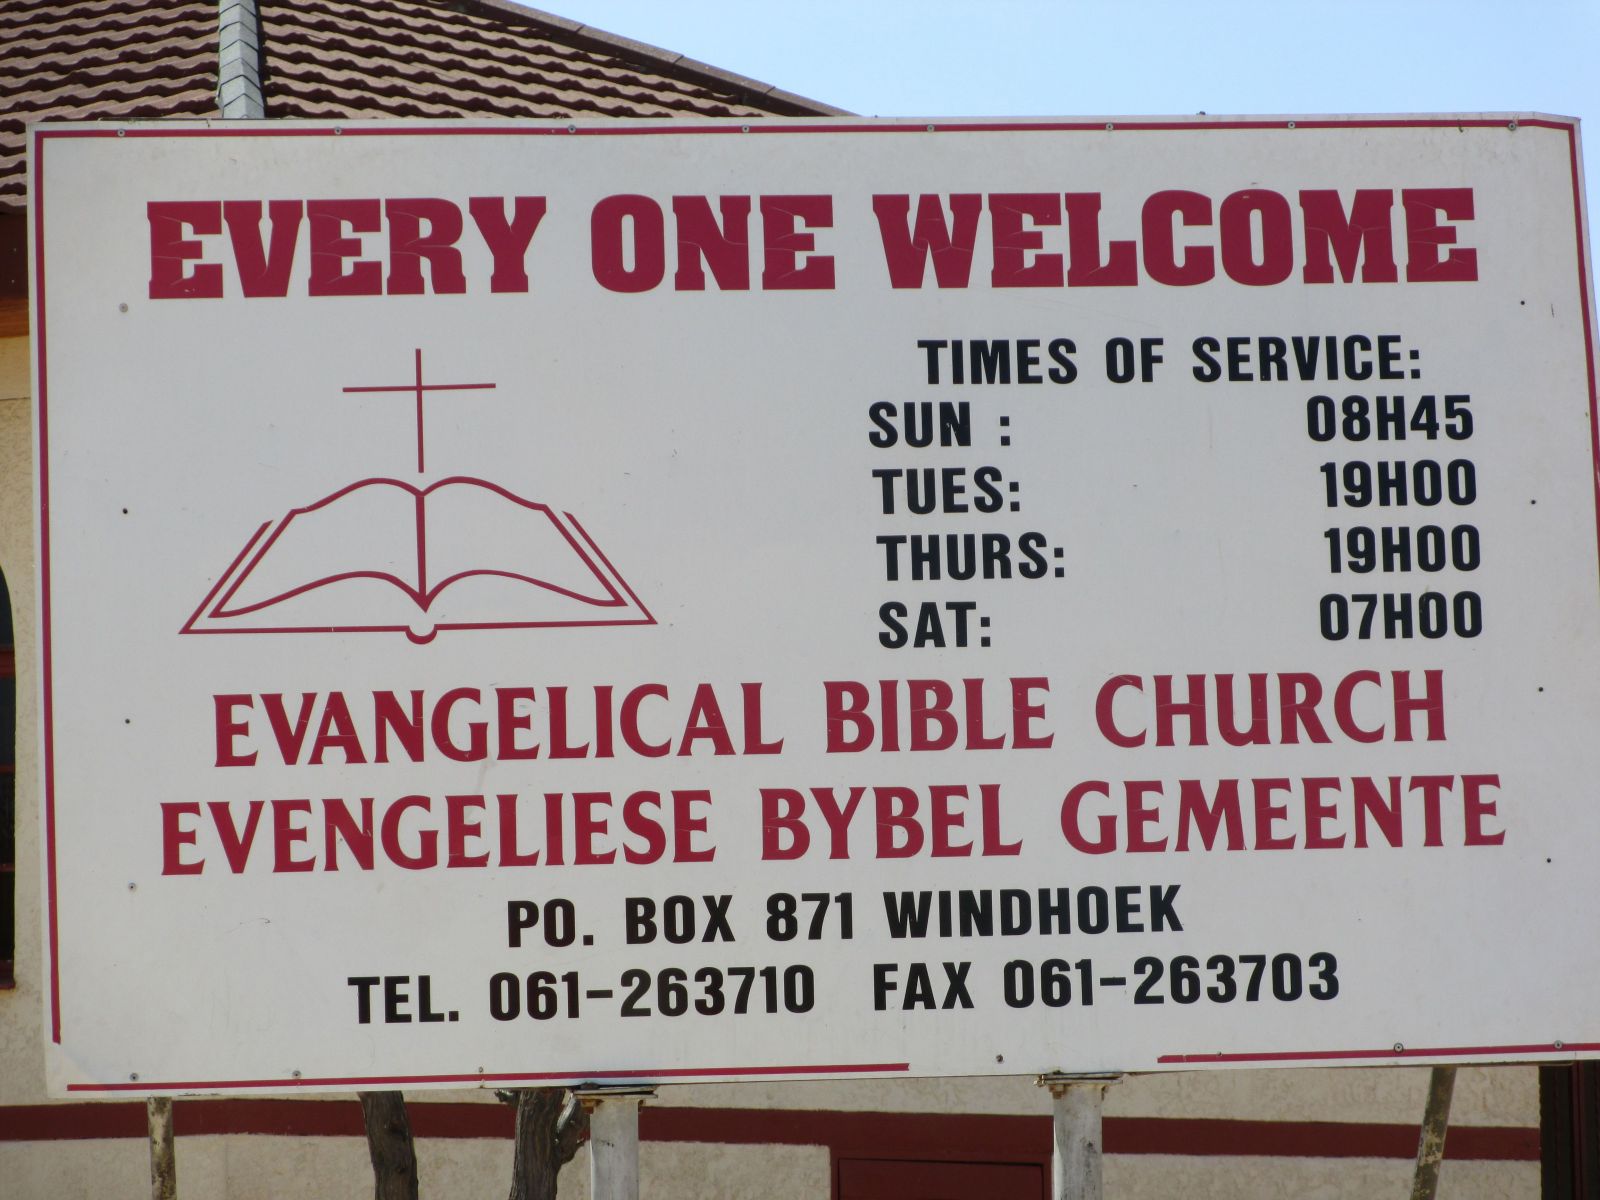 EVERY ONE WELCOME
TIMES OF SERVICE:
SUN : 08H45
TUES: 19H00
THURS: 19H00
SAT: 07H00
EVANGELICAL BIBLE CHURCH
EVENGELIESE BYBEL GEMEENTE
PO. BOX 871 WINDHOEK
TEL. 061-263710 FAX 061-263703